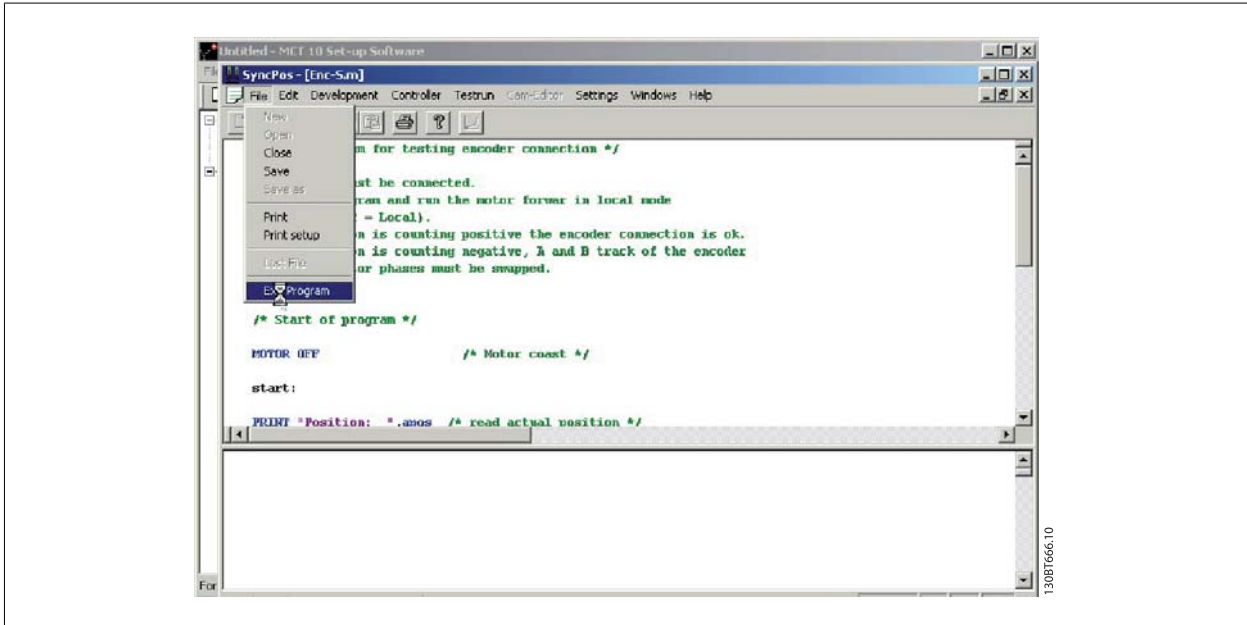 Untitled - MCT 10 Set-up Software
SyncPos - [Enc-S.m]
File Edit Development Controller Testrun Cam-Editor Settings Windows Help
New
Open
Close
Save
Save as
Print
Print setup
Last File
Program
m for testing encoder connection */
st be connected.
ram and run the motor forwar in local mode
= Local).
n is counting positive the encoder connection is ok.
n is counting negative, A and B track of the encoder
or phases must be swapped.
/* Start of program */
MOTOR OFF /* Motor coast */
start:
PRINT "Position: ",apos /* read actual position */
For
130BT666.10